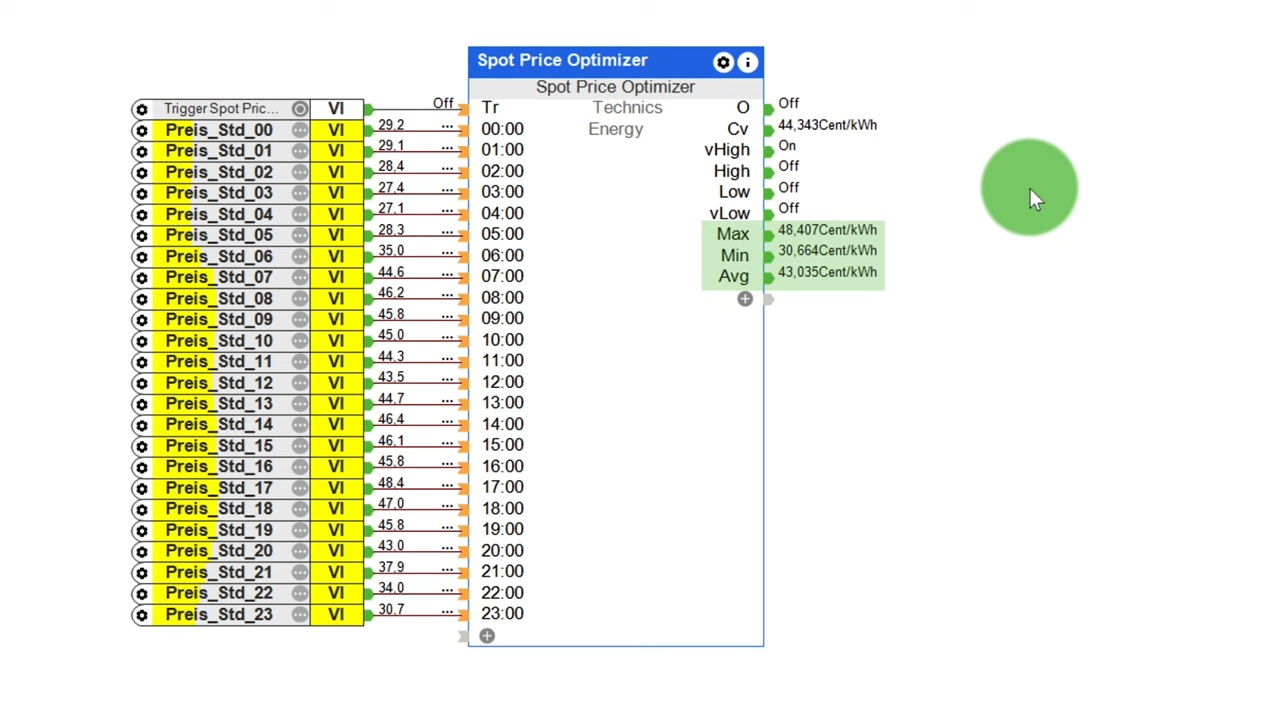 Spot Price Optimizer
Spot Price Optimizer
Trigger Spot Pric... VI Off Tr Technics O Off
Preis_Std_00 VI 29,2 ... 00:00 Energy Cv 44,343Cent/kWh
Preis_Std_01 VI 29,1 ... 01:00 vHigh On
Preis_Std_02 VI 28,4 ... 02:00 High Off
Preis_Std_03 VI 27,4 ... 03:00 Low Off
Preis_Std_04 VI 27,1 ... 04:00 vLow Off
Preis_Std_05 VI 28,3 ... 05:00 Max 48,407Cent/kWh
Preis_Std_06 VI 35,0 ... 06:00 Min 30,664Cent/kWh
Preis_Std_07 VI 44,6 ... 07:00 Avg 43,035Cent/kWh
Preis_Std_08 VI 46,2 ... 08:00
Preis_Std_09 VI 45,8 ... 09:00
Preis_Std_10 VI 45,0 ... 10:00
Preis_Std_11 VI 44,3 ... 11:00
Preis_Std_12 VI 43,5 ... 12:00
Preis_Std_13 VI 44,7 ... 13:00
Preis_Std_14 VI 46,4 ... 14:00
Preis_Std_15 VI 46,1 ... 15:00
Preis_Std_16 VI 45,8 ... 16:00
Preis_Std_17 VI 48,4 ... 17:00
Preis_Std_18 VI 47,0 ... 18:00
Preis_Std_19 VI 45,8 ... 19:00
Preis_Std_20 VI 43,0 ... 20:00
Preis_Std_21 VI 37,9 ... 21:00
Preis_Std_22 VI 34,0 ... 22:00
Preis_Std_23 VI 30,7 ... 23:00